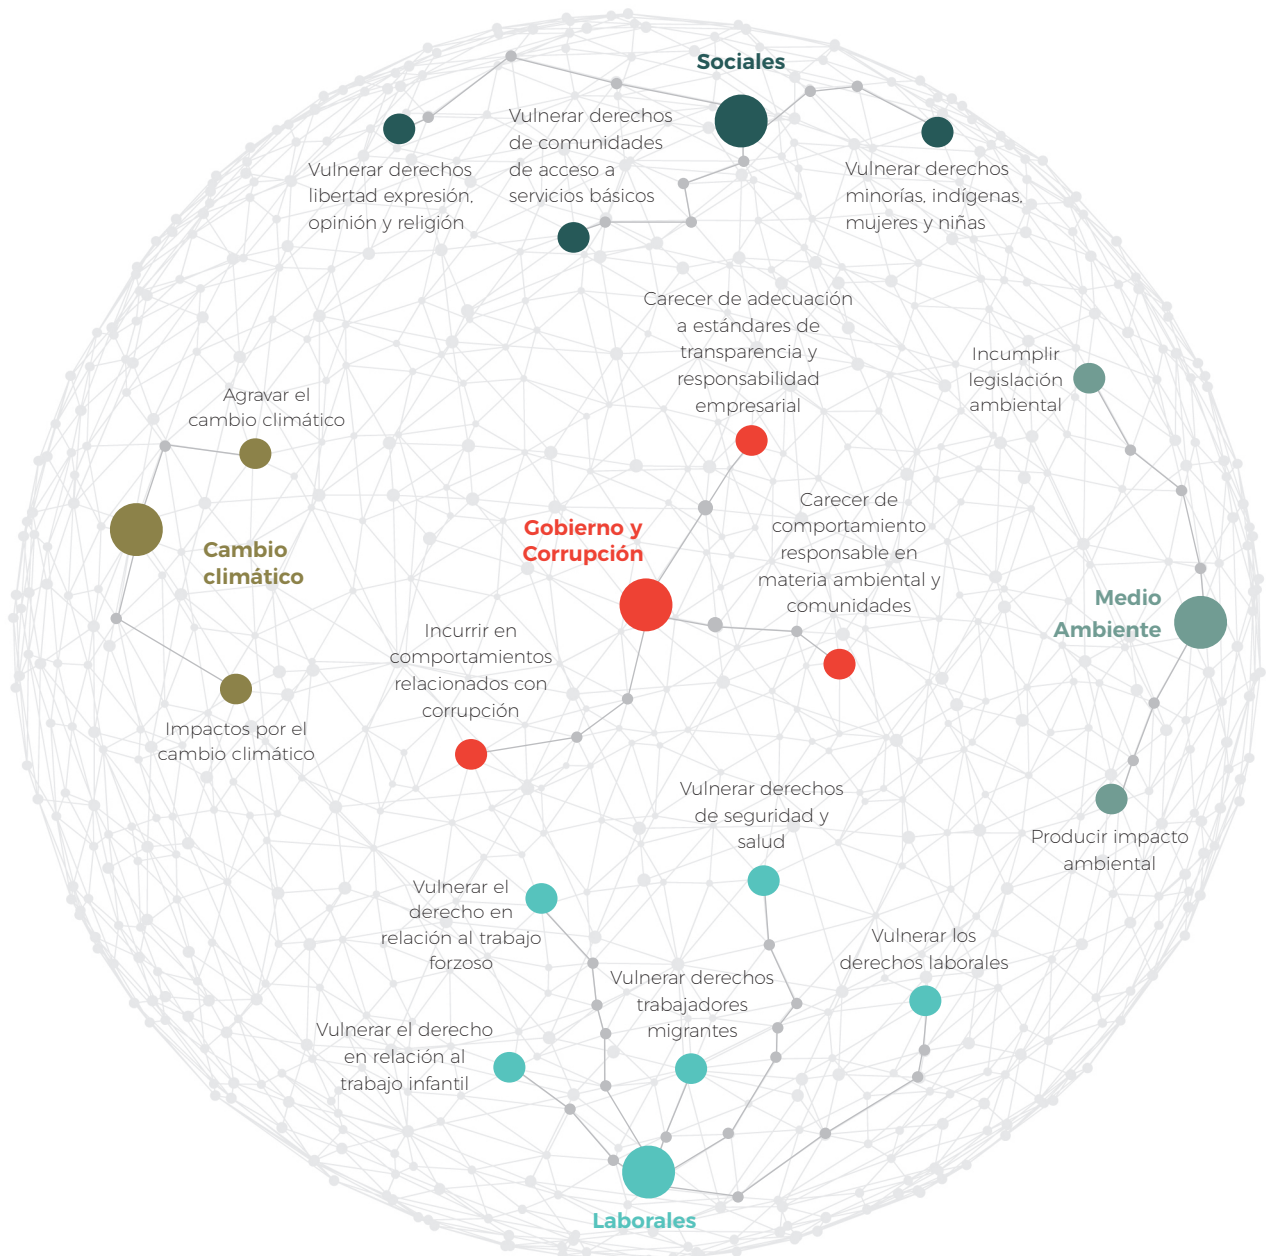 Sociales
Vulnerar derechos
libertad expresión,
opinión y religión
Vulnerar derechos
de comunidades
de acceso a
servicios básicos
Vulnerar derechos
minorías, indígenas,
mujeres y niñas
Carecer de adecuación
a estándares de
transparencia y
responsabilidad
empresarial
Incumplir
legislación
ambiental
Agravar el
cambio climático
Cambio
climático
Gobierno y
Corrupción
Carecer de
comportamiento
responsable en
materia ambiental y
comunidades
Medio
Ambiente
Incurrir en
comportamientos
relacionados con
corrupción
Impactos por el
cambio climático
Vulnerar derechos
de seguridad y
salud
Producir impacto
ambiental
Vulnerar el
derecho en
relación al trabajo
forzoso
Vulnerar los
derechos laborales
Vulnerar derechos
trabajadores
migrantes
Vulnerar el derecho
en relación al
trabajo infantil
Laborales